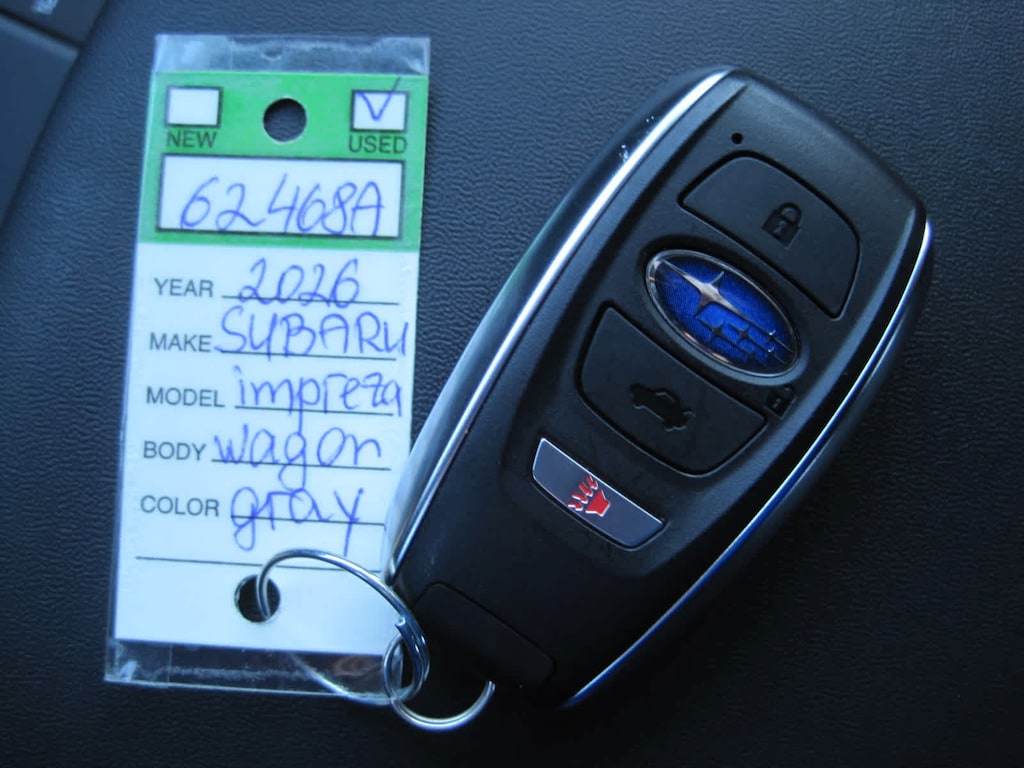 NEW USED
62468A
YEAR 2026
MAKE SUBARU
MODEL impreza
BODY wagon
COLOR gray